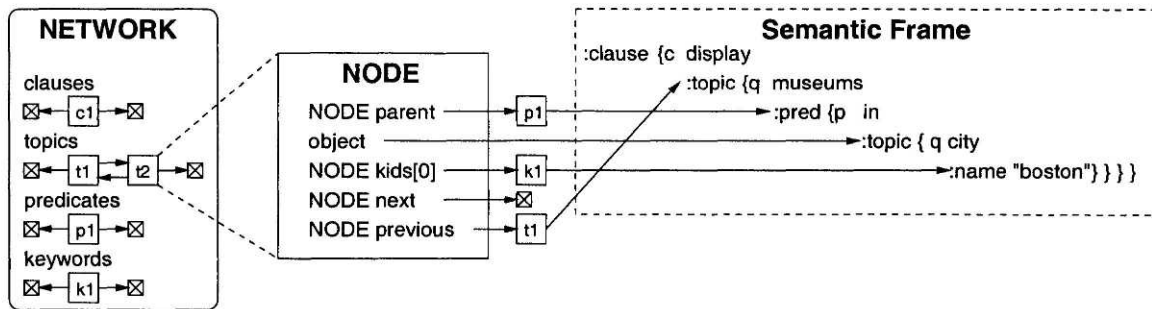 NETWORK
clauses
c1
topics
t1 t2
predicates
p1
keywords
k1
NODE
NODE parent
object
NODE kids[0]
NODE next
NODE previous
p1
k1
t1
Semantic Frame
:clause {c display
:topic {q museums
:pred {p in
:topic { q city
:name "boston"} } } }